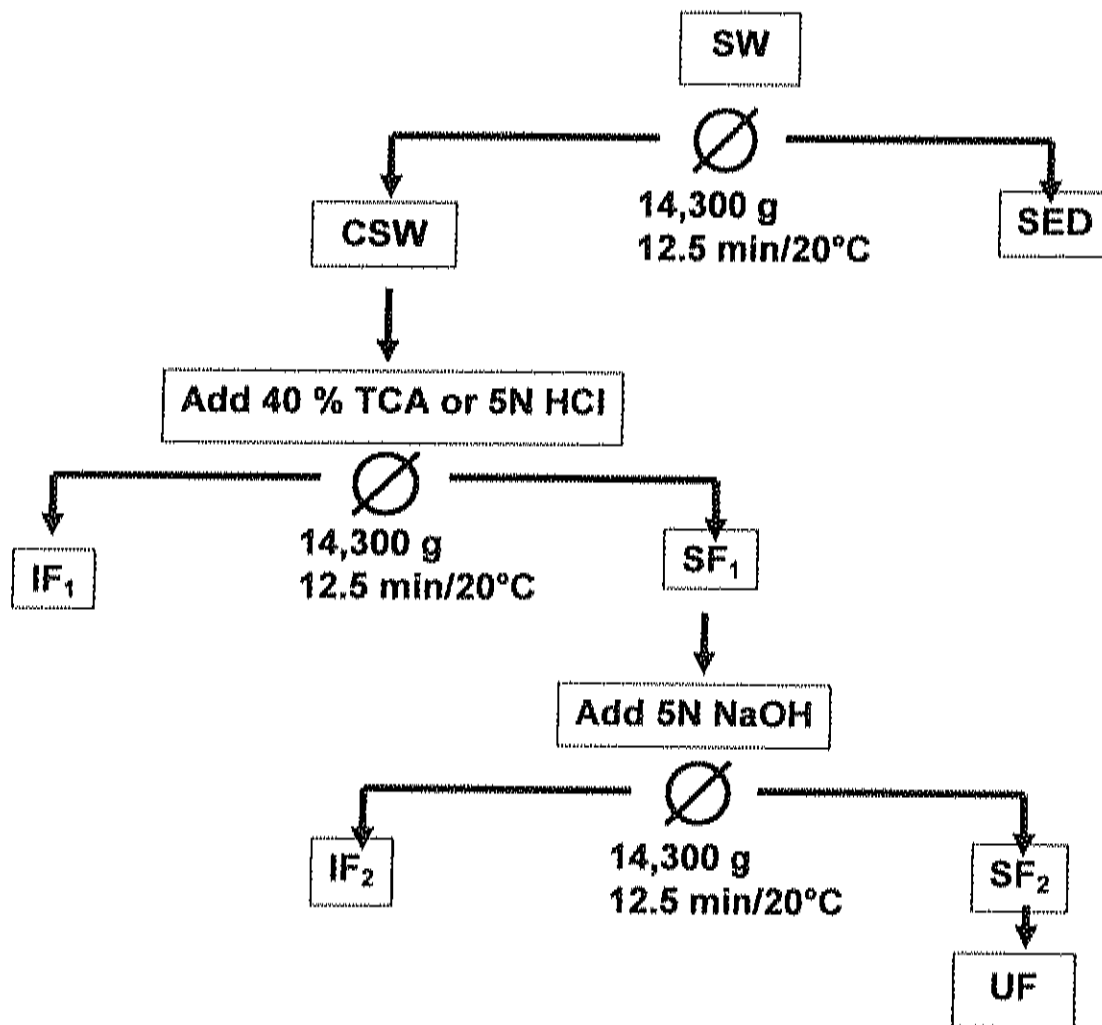 SW
14,300 g
12.5 min/20°C
CSW
SED
Add 40 % TCA or 5N HCl
14,300 g
12.5 min/20°C
IF₁
SF₁
Add 5N NaOH
14,300 g
12.5 min/20°C
IF₂
SF₂
UF